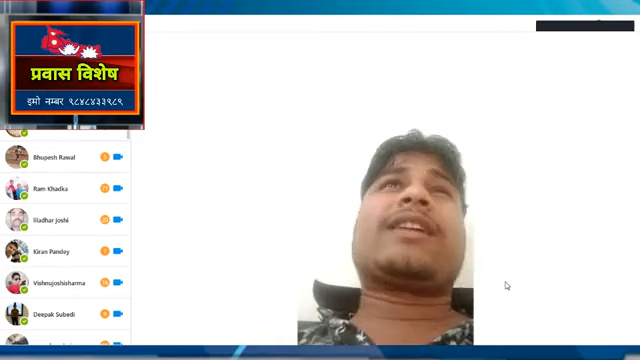 प्रवास विशेष
इमो नम्बर ९८४८४३३९८९
Bhupesh Rawal
Ram Khadka
liladhar joshi
Kiran Pandey
Vishnujoshisharma
Deepak Subedi